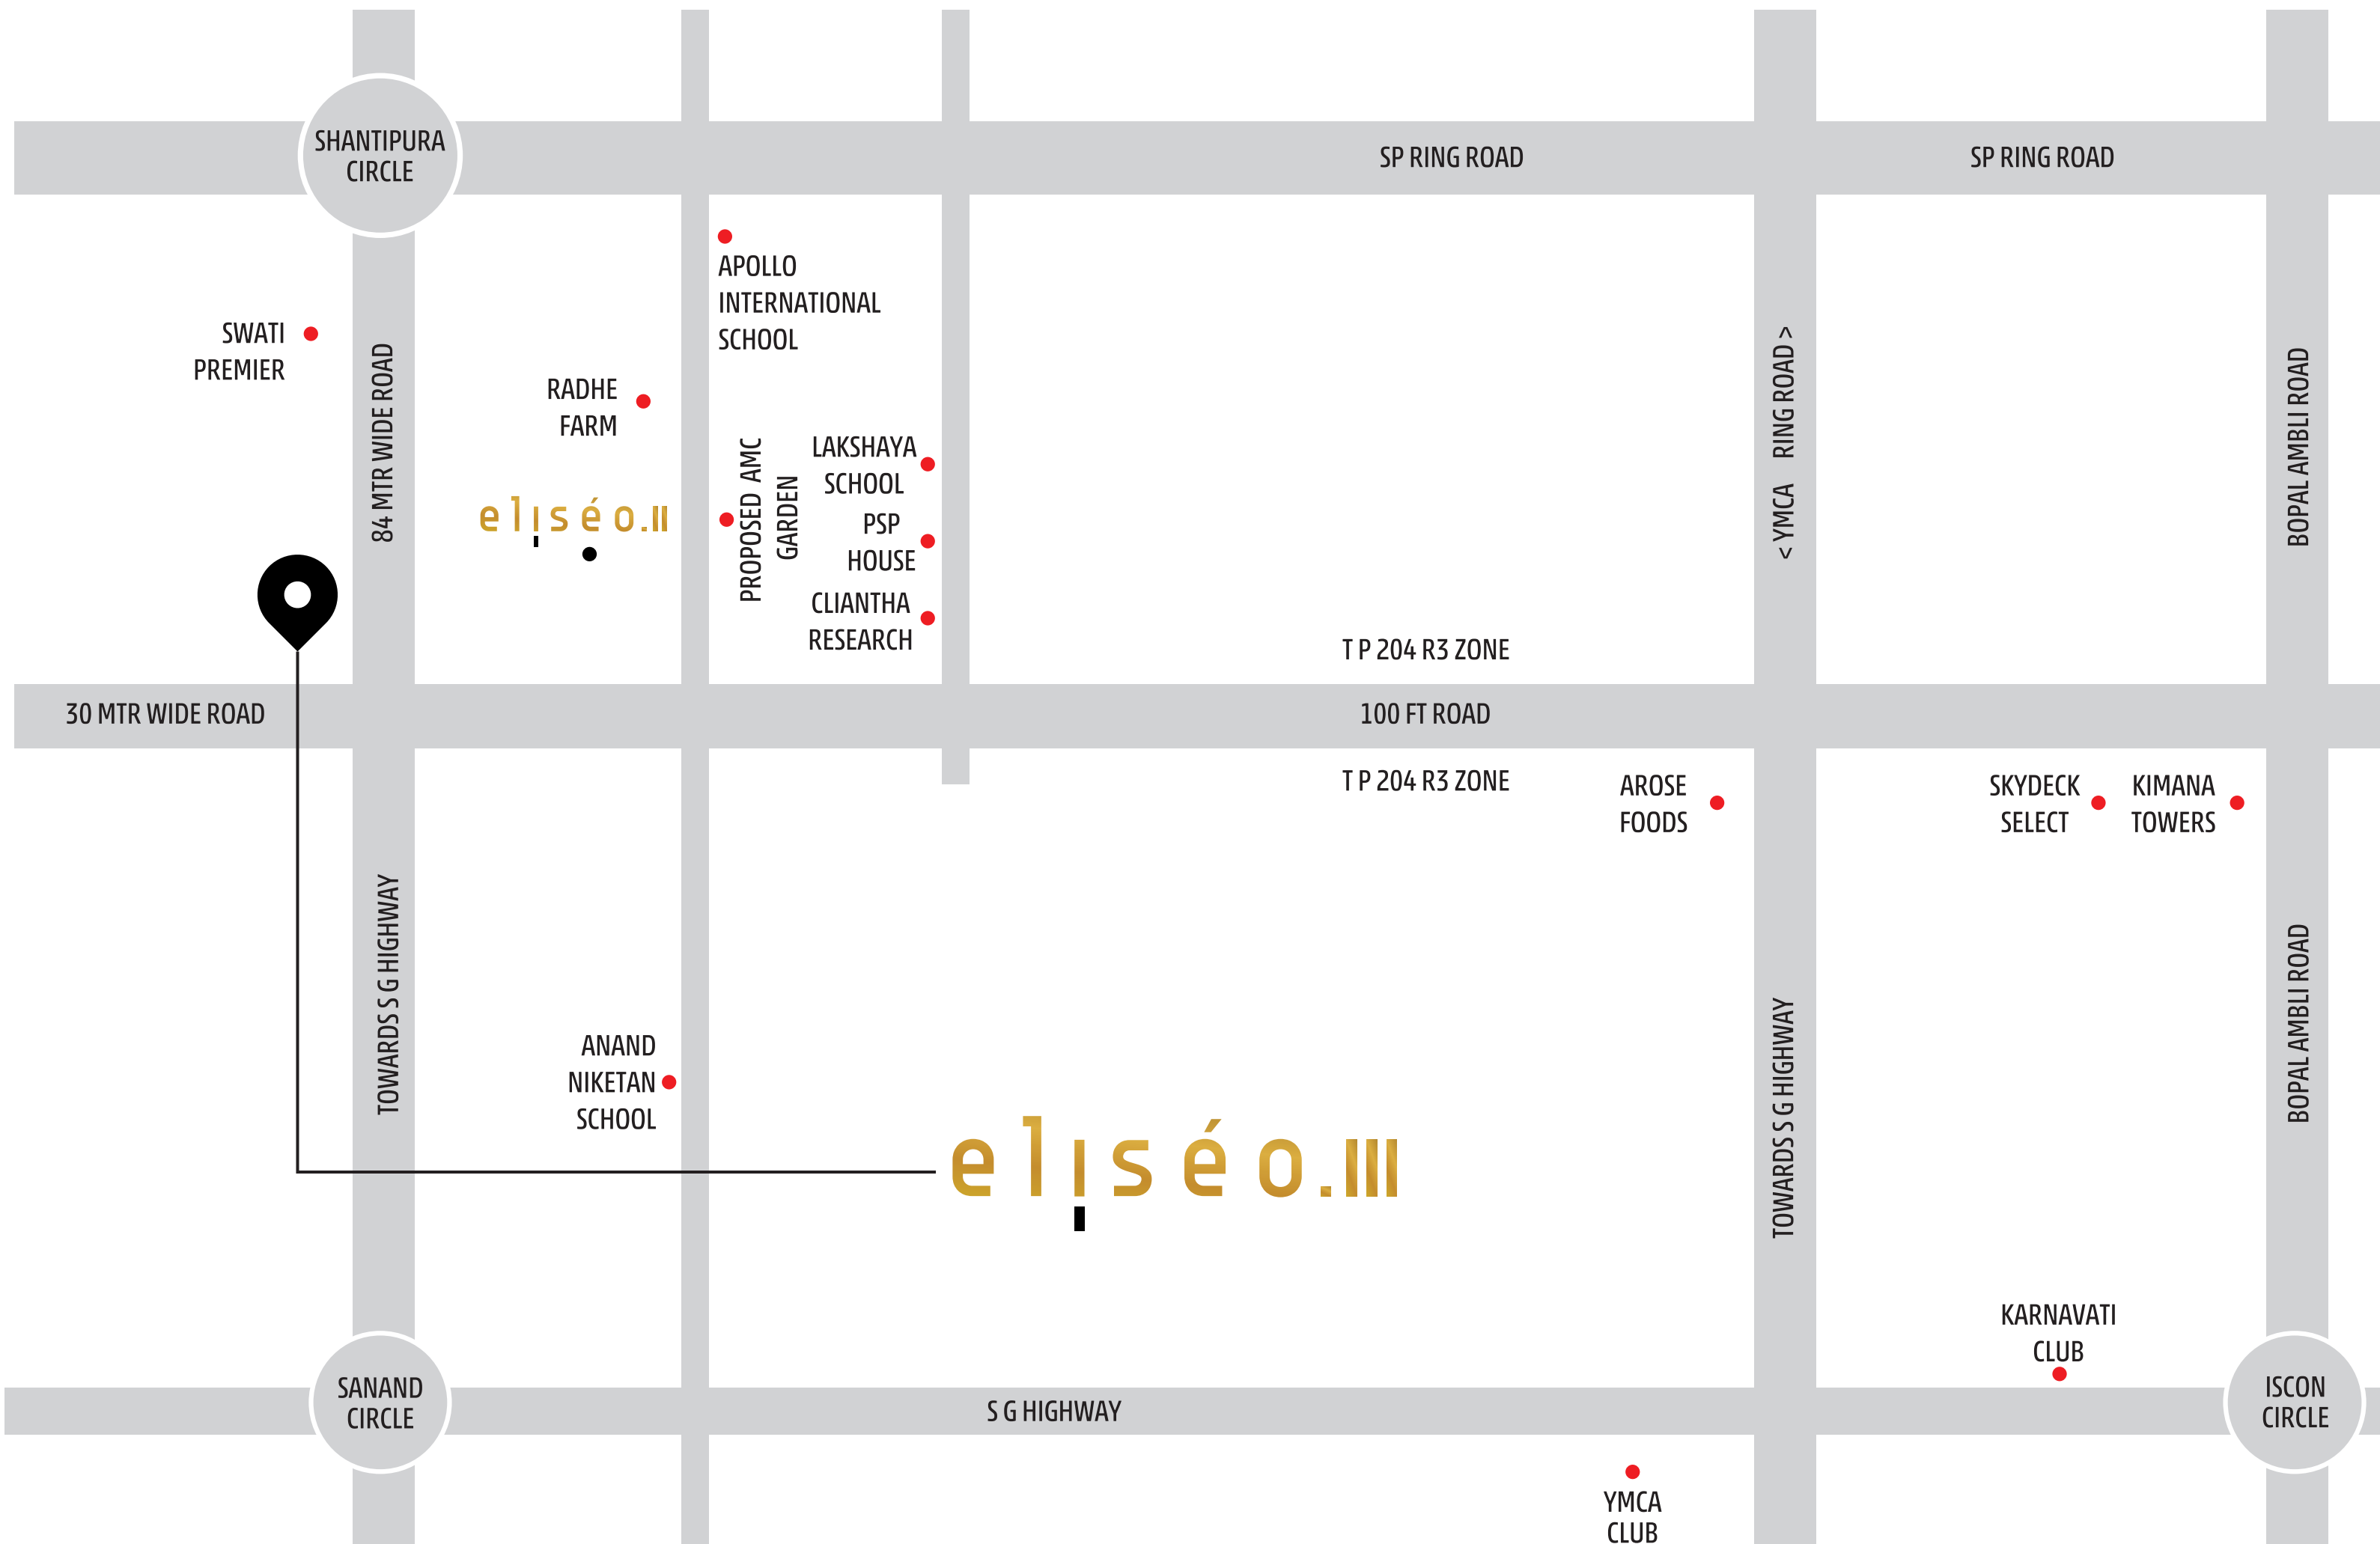 SHANTIPURA
CIRCLE
SP RING ROAD
SP RING ROAD
APOLLO
INTERNATIONAL
SCHOOL
SWATI
PREMIER
84 MTR WIDE ROAD
RADHE
FARM
eliséo.II
PROPOSED AMC
GARDEN
LAKSHAYA
SCHOOL
PSP
HOUSE
CLIANTHA
RESEARCH
< YMCA RING ROAD >
BOPAL AMBLI ROAD
T P 204 R3 ZONE
30 MTR WIDE ROAD
100 FT ROAD
T P 204 R3 ZONE
AROSE
FOODS
SKYDECK
SELECT
KIMANA
TOWERS
TOWARDS S G HIGHWAY
ANAND
NIKETAN
SCHOOL
eliséo.III
TOWARDS S G HIGHWAY
BOPAL AMBLI ROAD
KARNAVATI
CLUB
SANAND
CIRCLE
S G HIGHWAY
ISCON
CIRCLE
YMCA
CLUB